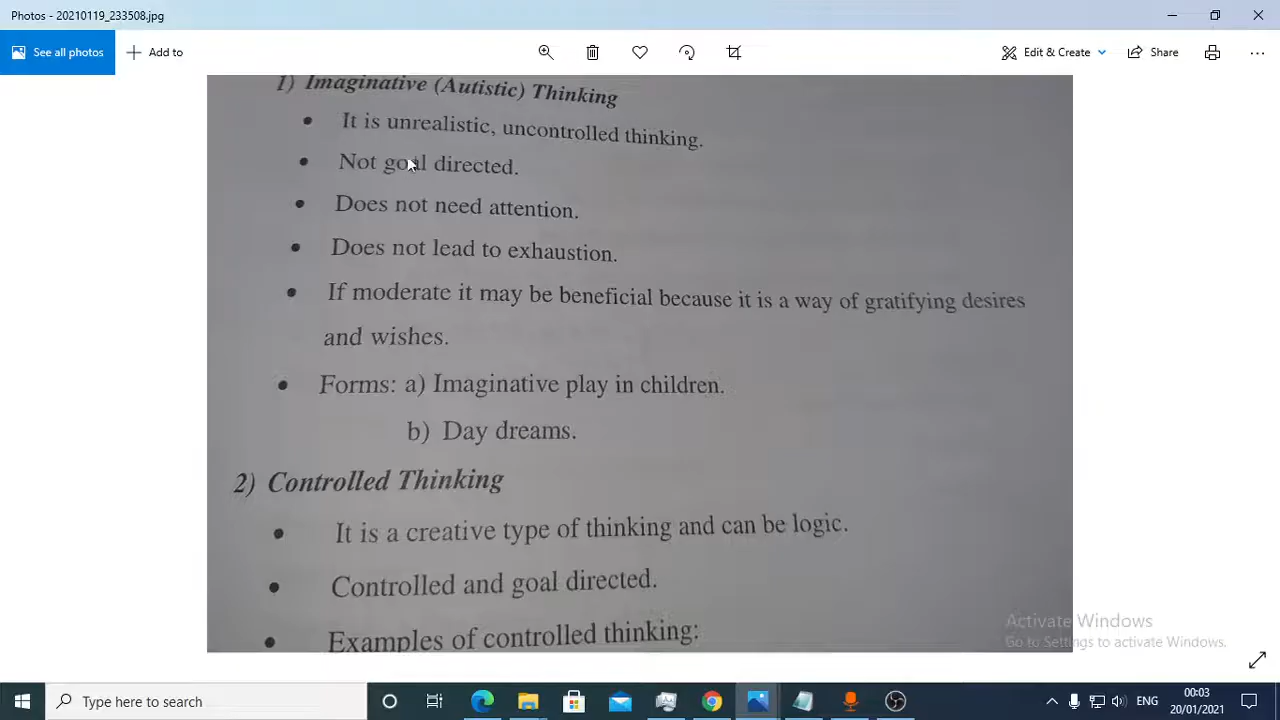 Photos - 20210119_233508.jpg
See all photos
Add to
Edit & Create
Share
1) Imaginative (Autistic) Thinking
• It is unrealistic, uncontrolled thinking.
• Not goal directed.
• Does not need attention.
• Does not lead to exhaustion.
• If moderate it may be beneficial because it is a way of gratifying desires
and wishes.
• Forms: a) Imaginative play in children.
b) Day dreams.
2) Controlled Thinking
• It is a creative type of thinking and can be logic.
• Controlled and goal directed.
• Examples of controlled thinking:
Activate Windows
Go to Settings to activate Windows.
Type here to search
ENG
00:03
20/01/2021